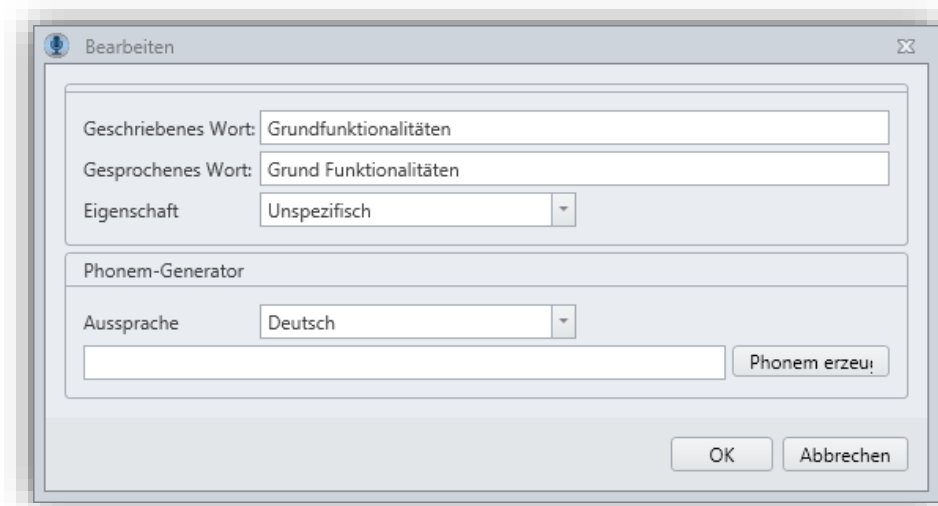 Bearbeiten
Geschriebenes Wort: Grundfunktionalitäten
Gesprochenes Wort: Grund Funktionalitäten
Eigenschaft Unspezifisch
Phonem-Generator
Aussprache Deutsch
Phonem erzeu
OK Abbrechen